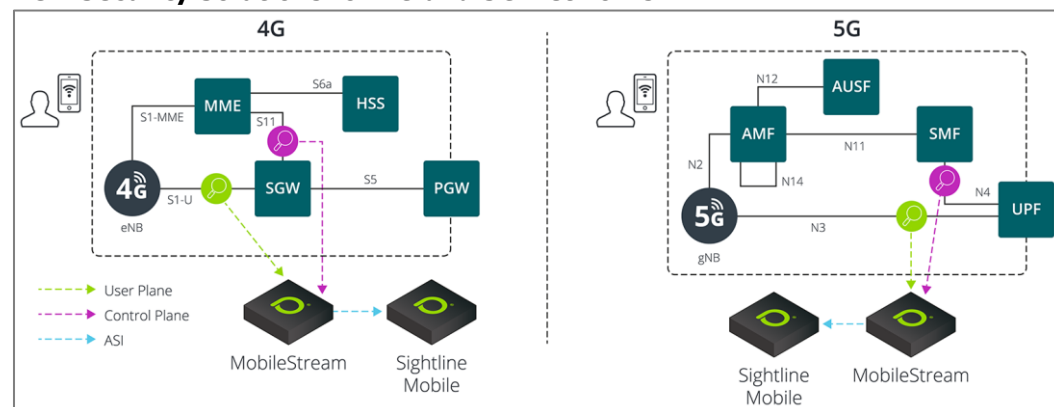 4G
5G
S6a
MME
HSS
S1-MME
S11
4G
S1-U
SGW
S5
PGW
eNB
N12
AUSF
AMF
SMF
N11
N2
N14
N4
5G
N3
UPF
gNB
User Plane
Control Plane
ASI
MobileStream
Sightline
Mobile
Sightline
Mobile
MobileStream